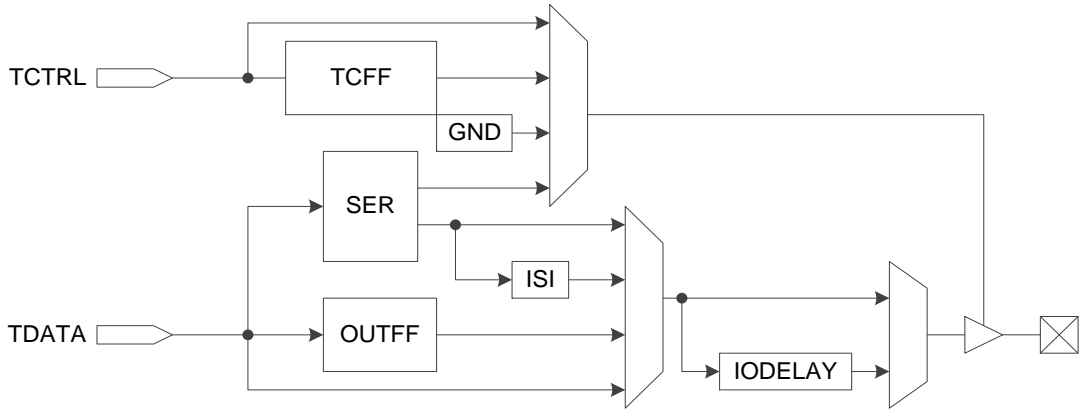 TCTRL
TCFF
GND
SER
ISI
TDATA
OUTFF
IODELAY